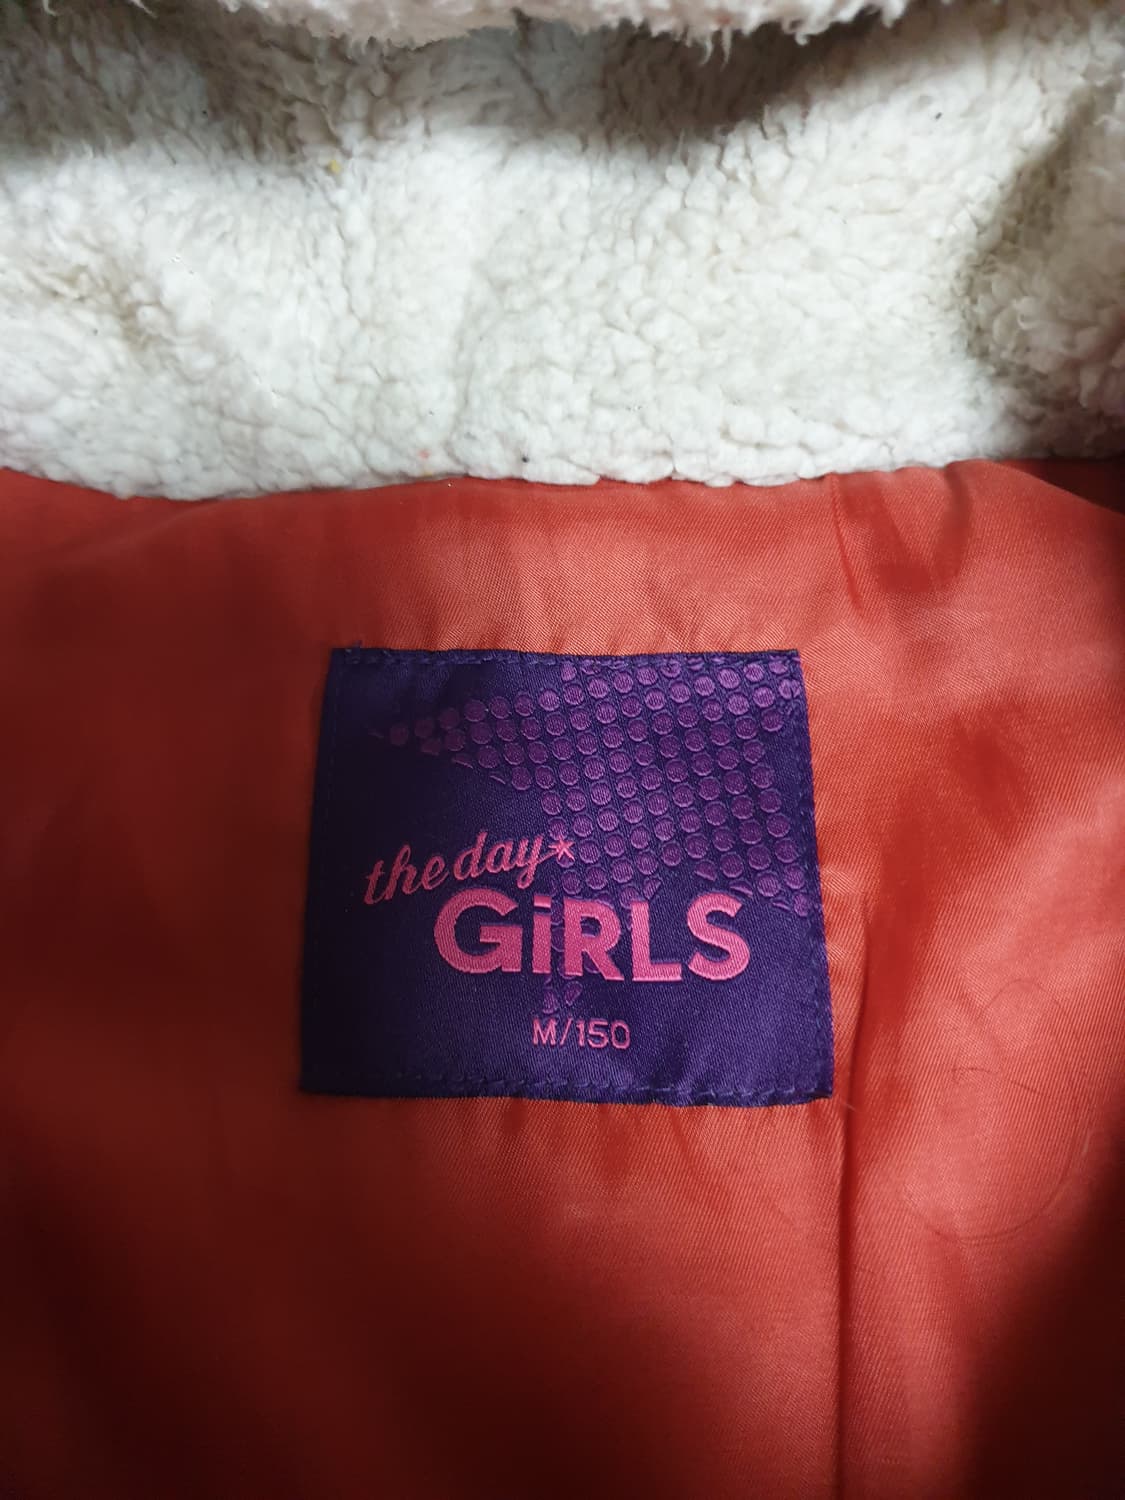 the day*
GiRLS
M/150